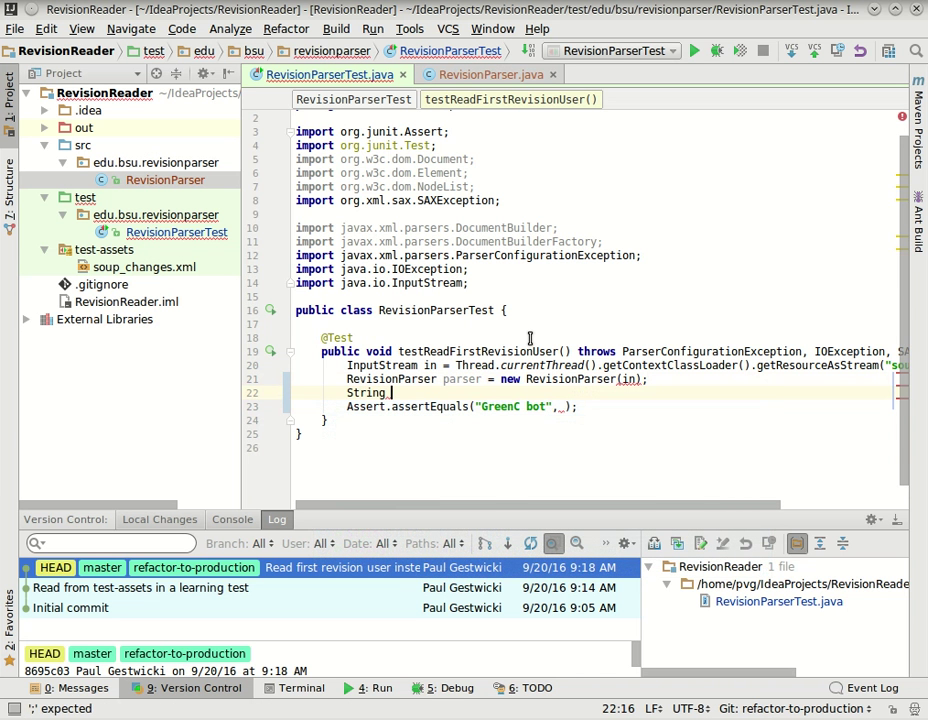 RevisionReader - [~/IdeaProjects/RevisionReader] - [RevisionReader] - ~/IdeaProjects/RevisionReader/test/edu/bsu/revisionparser/RevisionParserTest.java - I...
File Edit View Navigate Code Analyze Refactor Build Run Tools VCS Window Help
RevisionReader test edu bsu revisionparser RevisionParserTest RevisionParserTest
Project RevisionParserTest.java RevisionParser.java
RevisionReader ~/IdeaProjects/
.idea
out
src
edu.bsu.revisionparser
RevisionParser
test
edu.bsu.revisionparser
RevisionParserTest
test-assets
soup_changes.xml
.gitignore
RevisionReader.iml
External Libraries
1: Project
7: Structure
Favorites
Maven Projects
Ant Build
RevisionParserTest testReadFirstRevisionUser()
2
3 import org.junit.Assert;
4 import org.junit.Test;
5 import org.w3c.dom.Document;
6 import org.w3c.dom.Element;
7 import org.w3c.dom.NodeList;
8 import org.xml.sax.SAXException;
9
10 import javax.xml.parsers.DocumentBuilder;
11 import javax.xml.parsers.DocumentBuilderFactory;
12 import javax.xml.parsers.ParserConfigurationException;
13 import java.io.IOException;
14 import java.io.InputStream;
15
16 public class RevisionParserTest {
17
18 @Test
19 public void testReadFirstRevisionUser() throws ParserConfigurationException, IOException, SA
20 InputStream in = Thread.currentThread().getContextClassLoader().getResourceAsStream("sou
21 RevisionParser parser = new RevisionParser(in);
22 String
23 Assert.assertEquals("GreenC bot", );
24 }
25 }
26
Version Control: Local Changes Console Log
Branch: All User: All Date: All Paths: All
HEAD master refactor-to-production Read first revision user inste Paul Gestwicki 9/20/16 9:18 AM
Read from test-assets in a learning test Paul Gestwicki 9/20/16 9:14 AM
Initial commit Paul Gestwicki 9/20/16 9:05 AM
RevisionReader 1 file
/home/pvg/IdeaProjects/RevisionReade
RevisionParserTest.java
HEAD master refactor-to-production
8695c03 Paul Gestwicki on 9/20/16 at 9:18 AM
0: Messages 9: Version Control Terminal 4: Run 5: Debug 6: TODO Event Log
';' expected 22:16 LF UTF-8 Git: refactor-to-production